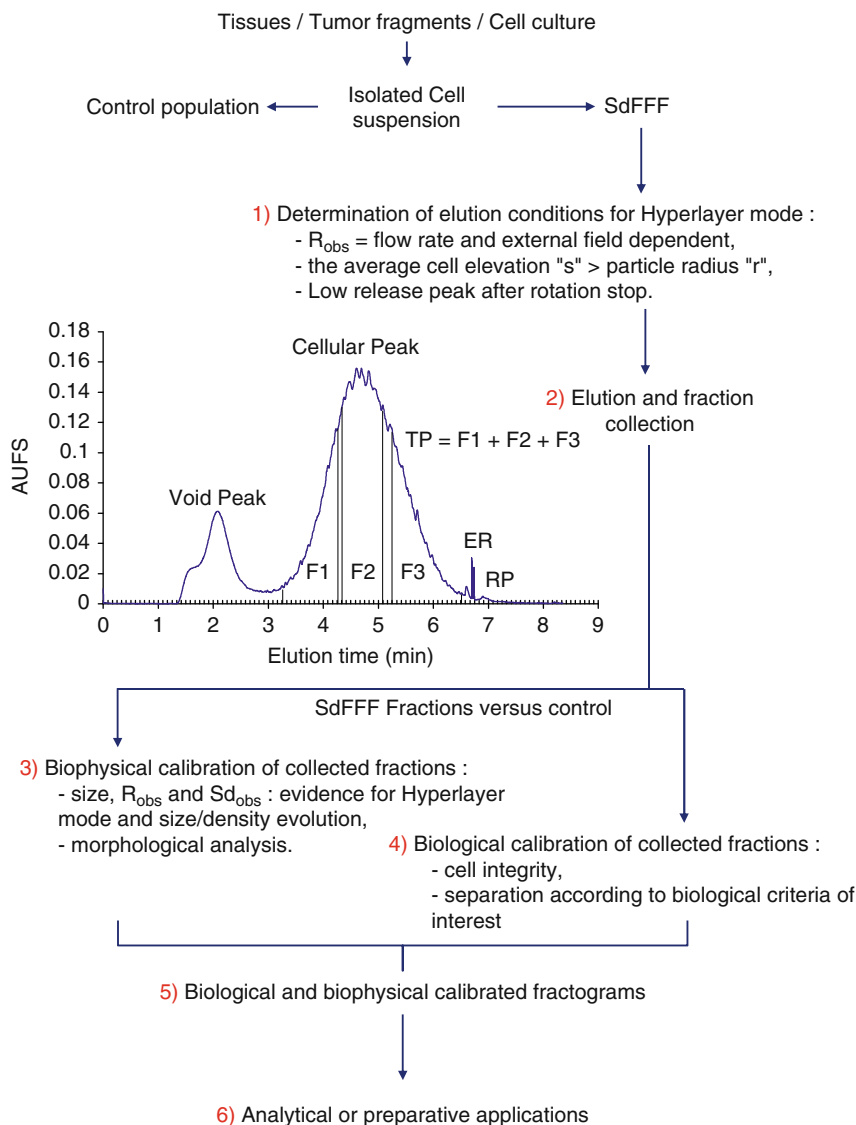 Tissues / Tumor fragments / Cell culture
Control population
Isolated Cell
suspension
SdFFF
1) Determination of elution conditions for Hyperlayer mode :
- Robs = flow rate and external field dependent,
- the average cell elevation "s" > particle radius "r",
- Low release peak after rotation stop.
0.18
0.16
0.14
0.12
0.1
0.08
0.06
0.04
0.02
0
AUFS
Cellular Peak
Void Peak
TP = F1 + F2 + F3
F1
F2
F3
ER
RP
0 1 2 3 4 5 6 7 8 9
Elution time (min)
2) Elution and fraction
collection
SdFFF Fractions versus control
3) Biophysical calibration of collected fractions :
- size, Robs and Sdobs : evidence for Hyperlayer
mode and size/density evolution,
- morphological analysis.
4) Biological calibration of collected fractions :
- cell integrity,
- separation according to biological criteria of
interest
5) Biological and biophysical calibrated fractograms
6) Analytical or preparative applications